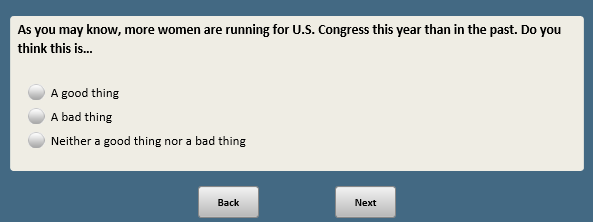 As you may know, more women are running for U.S. Congress this year than in the past. Do you
think this is...
A good thing
A bad thing
Neither a good thing nor a bad thing
Back
Next